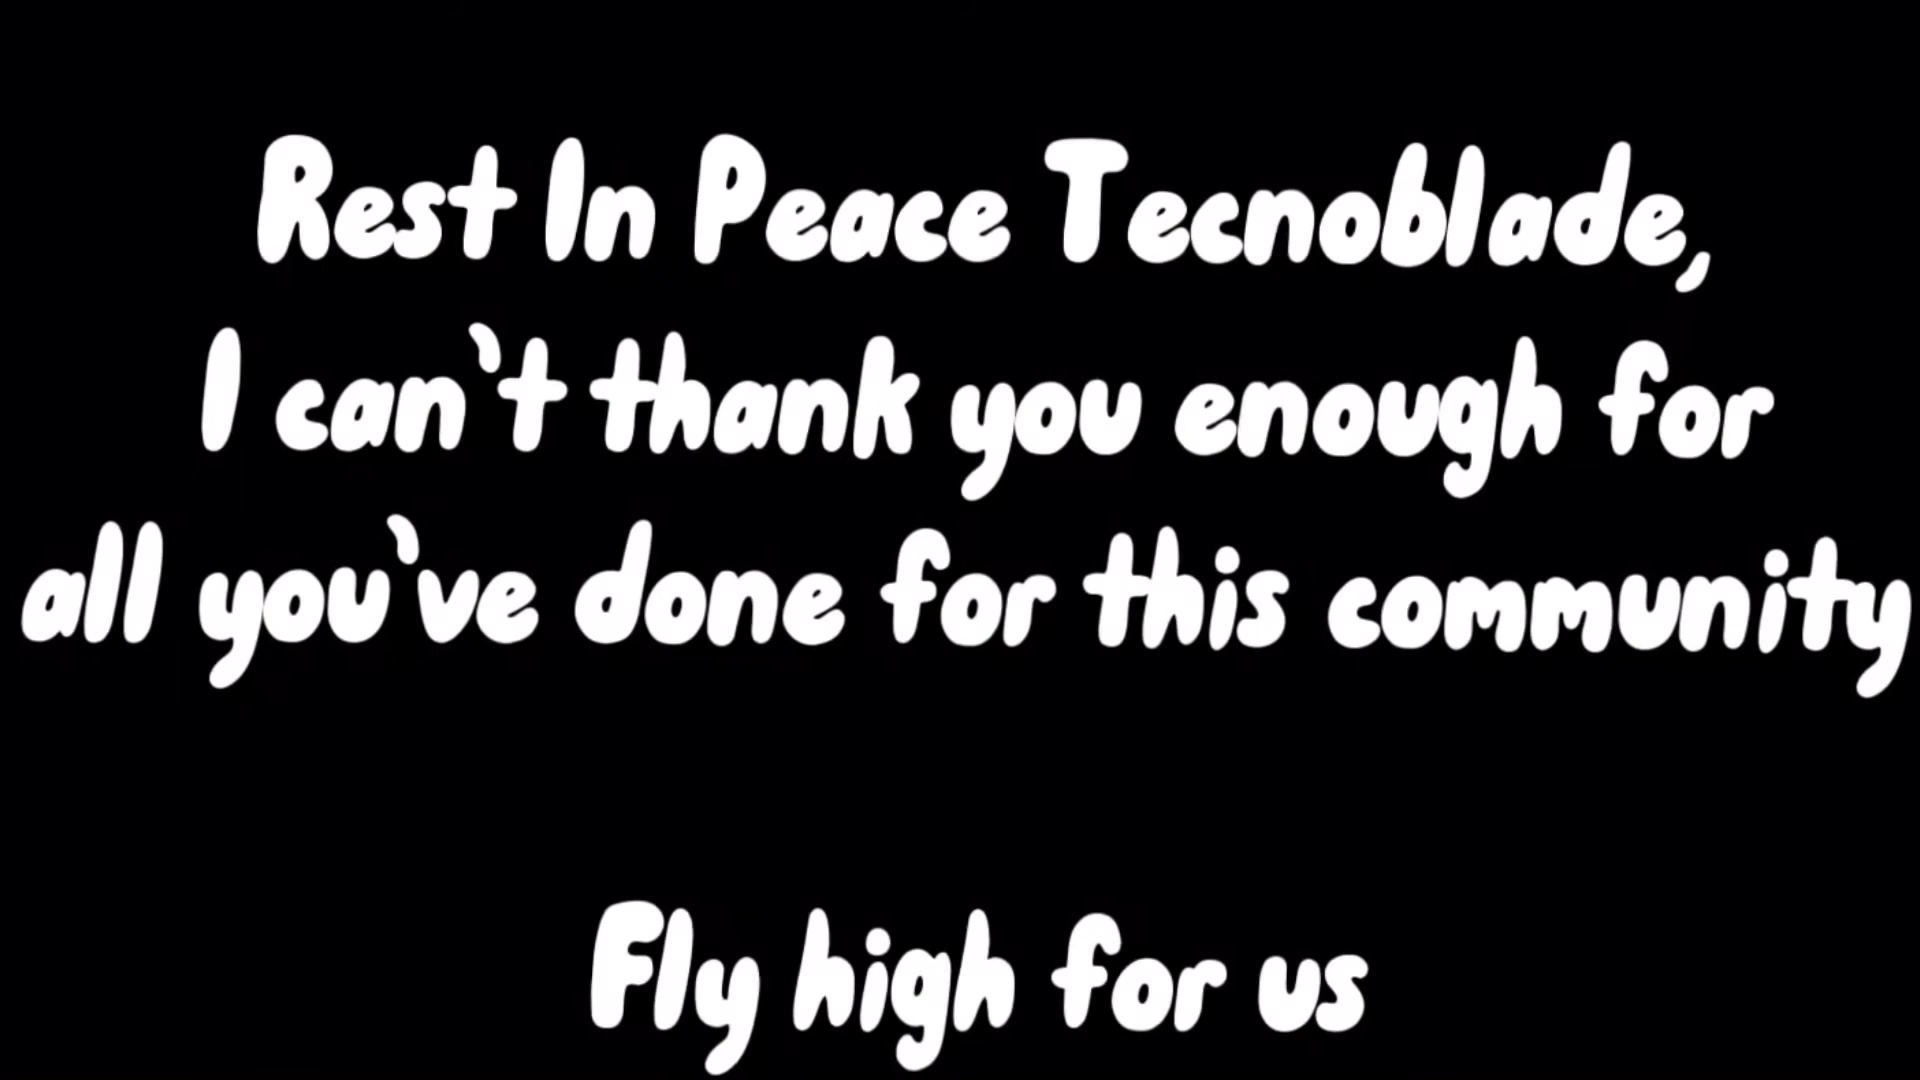 Rest In Peace Tecnoblade,
I can`t thank you enough for
all you`ve done for this community
Fly high for us